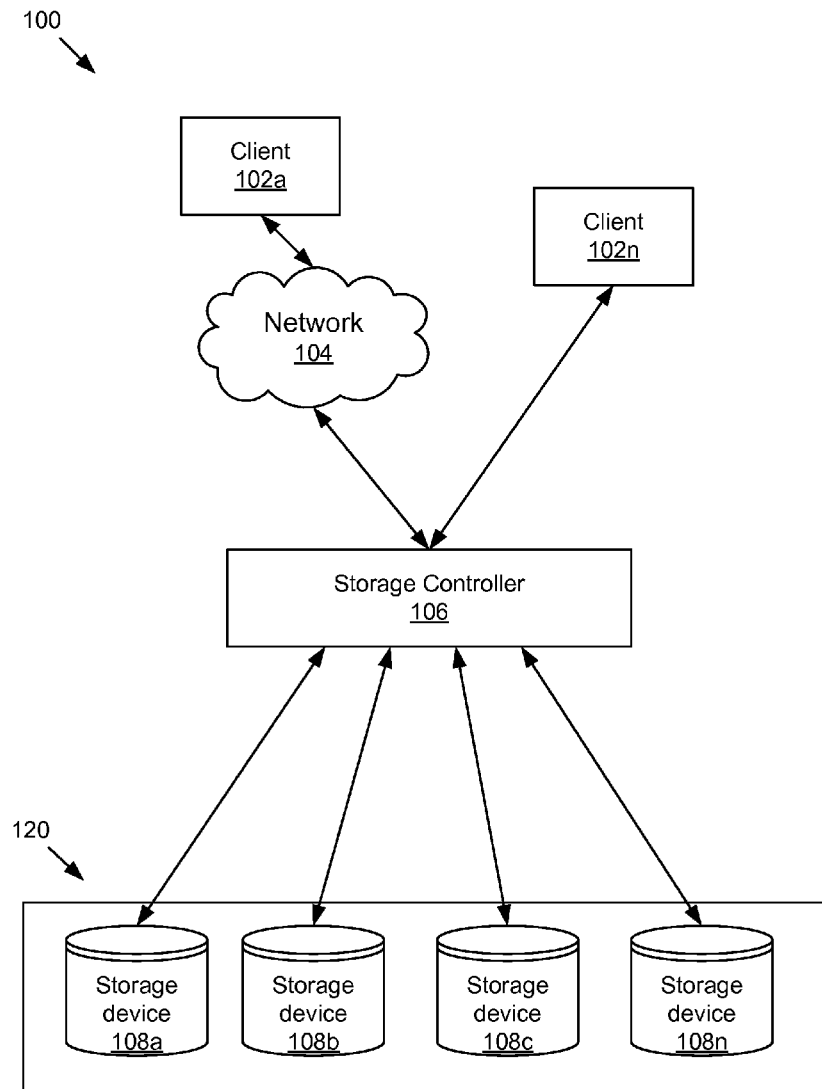 100
Client
102a
Client
102n
Network
104
Storage Controller
106
120
Storage
device
108a
Storage
device
108b
Storage
device
108c
Storage
device
108n